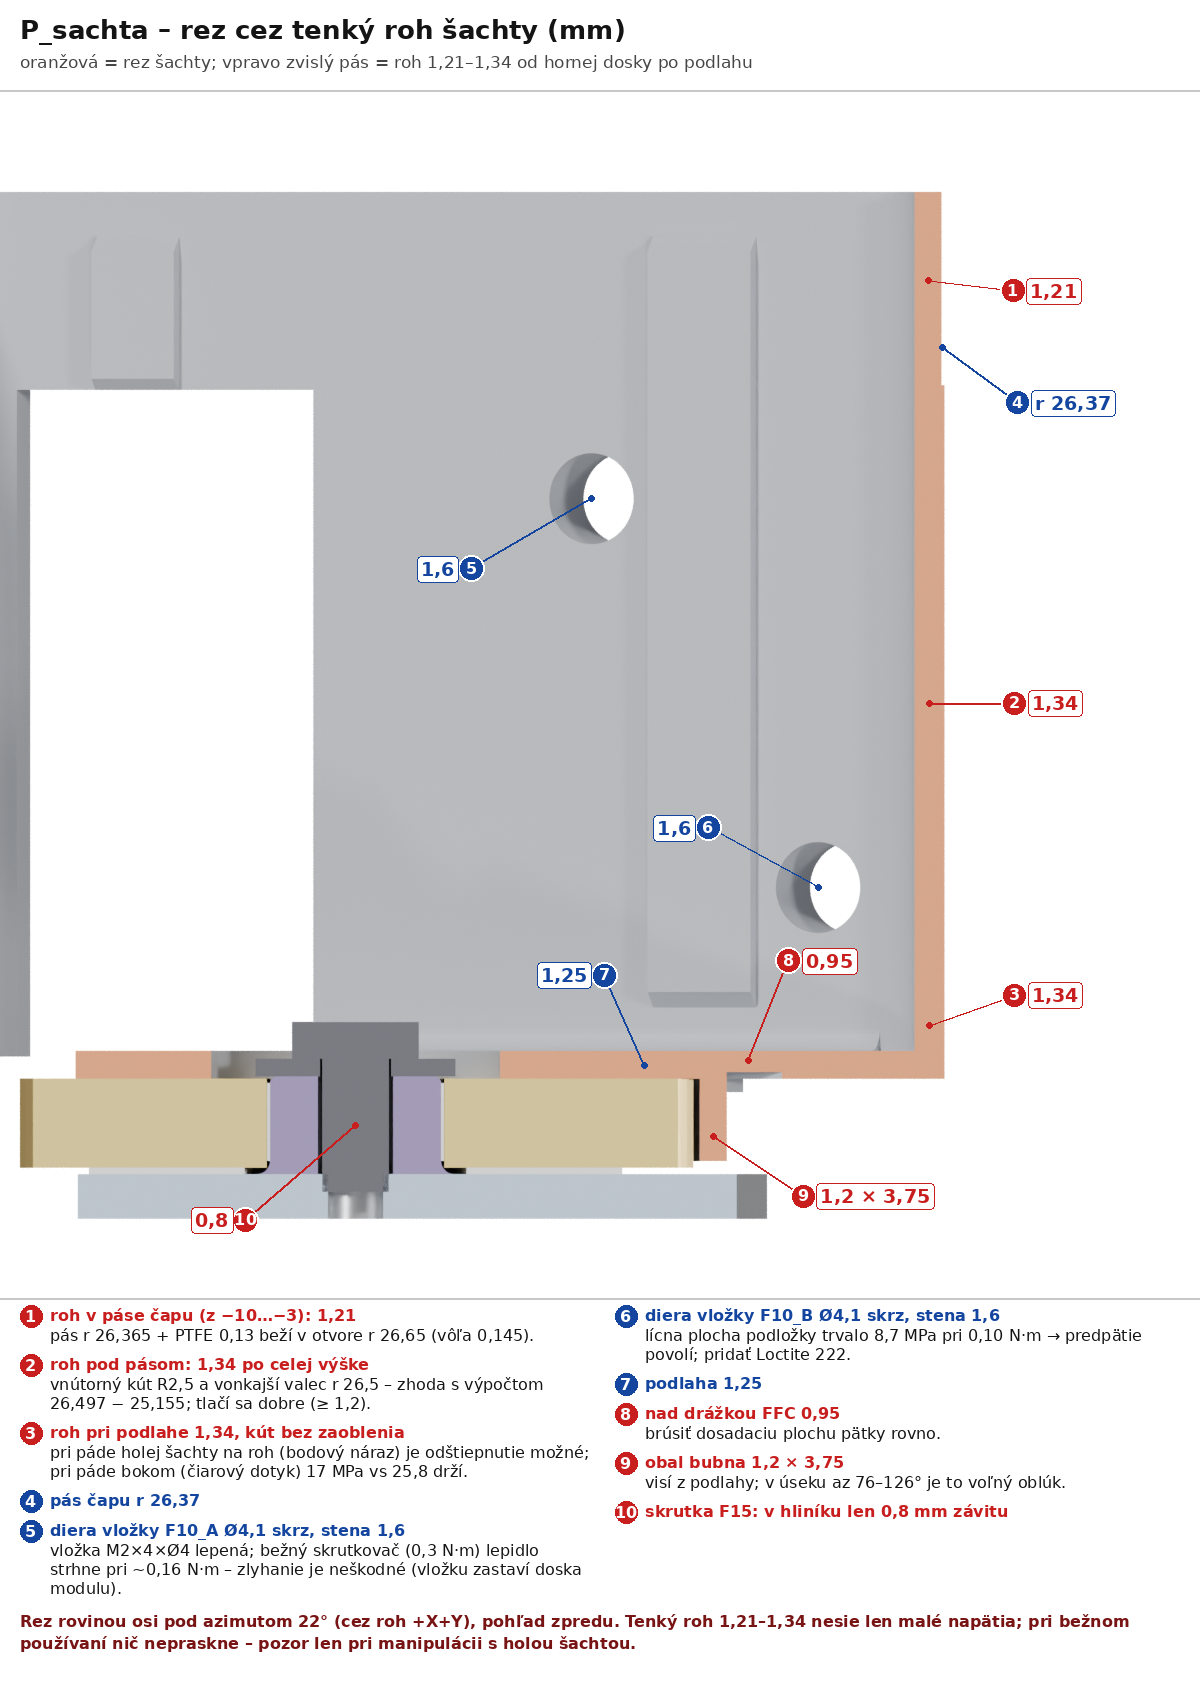 P_sachta – rez cez tenký roh šachty (mm)
oranžová = rez šachty; vpravo zvislý pás = roh 1,21–1,34 od hornej dosky po podlahu
1 1,21
4 r 26,37
1,6 5
2 1,34
1,6 6
8 0,95
1,25 7
3 1,34
9 1,2 × 3,75
0,8 10
1 roh v páse čapu (z −10…−3): 1,21
pás r 26,365 + PTFE 0,13 beží v otvore r 26,65 (vôľa 0,145).
2 roh pod pásom: 1,34 po celej výške
vnútorný kút R2,5 a vonkajší valec r 26,5 – zhoda s výpočtom
26,497 − 25,155; tlačí sa dobre (≥ 1,2).
3 roh pri podlahe 1,34, kút bez zaoblenia
pri páde holej šachty na roh (bodový náraz) je odštiepnutie možné;
pri páde bokom (čiarový dotyk) 17 MPa vs 25,8 drží.
4 pás čapu r 26,37
5 diera vložky F10_A Ø4,1 skrz, stena 1,6
vložka M2×4×Ø4 lepená; bežný skrutkovač (0,3 N·m) lepidlo
strhne pri ~0,16 N·m – zlyhanie je neškodné (vložku zastaví doska
modulu).
6 diera vložky F10_B Ø4,1 skrz, stena 1,6
lícna plocha podložky trvalo 8,7 MPa pri 0,10 N·m → predpätie
povolí; pridať Loctite 222.
7 podlaha 1,25
8 nad drážkou FFC 0,95
brúsiť dosadaciu plochu pätky rovno.
9 obal bubna 1,2 × 3,75
visí z podlahy; v úseku az 76–126° je to voľný oblúk.
10 skrutka F15: v hliníku len 0,8 mm závitu
Rez rovinou osi pod azimutom 22° (cez roh +X+Y), pohľad zpredu. Tenký roh 1,21–1,34 nesie len malé napätia; pri bežnom
používaní nič nepraskne – pozor len pri manipulácii s holou šachtou.